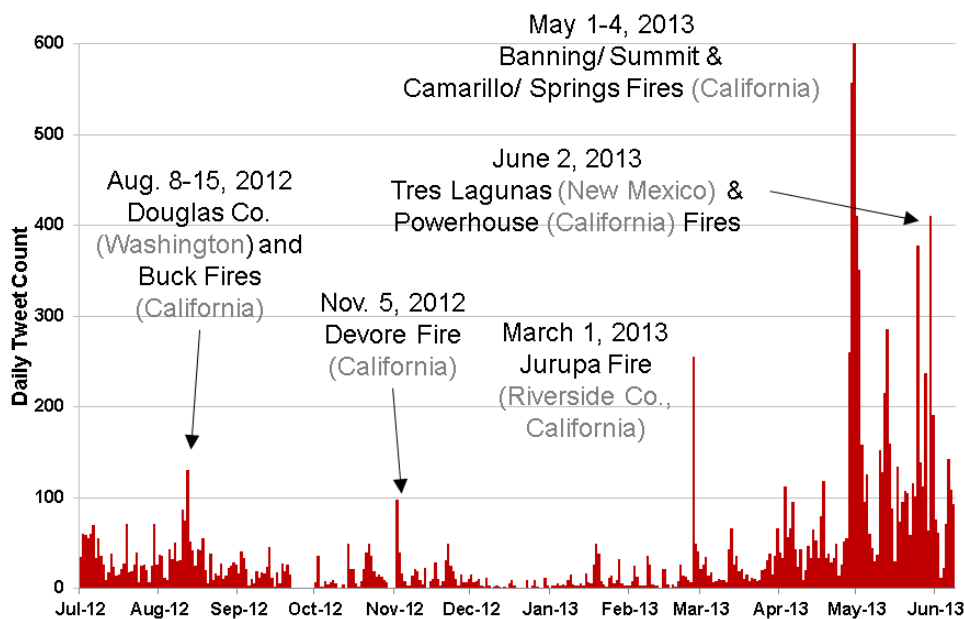 May 1-4, 2013
Banning/ Summit &
Camarillo/ Springs Fires (California)
June 2, 2013
Tres Lagunas (New Mexico) &
Powerhouse (California) Fires
Aug. 8-15, 2012
Douglas Co.
(Washington) and
Buck Fires
(California)
Nov. 5, 2012
Devore Fire
(California)
March 1, 2013
Jurupa Fire
(Riverside Co.,
California)
Daily Tweet Count
600
500
400
300
200
100
0
Jul-12 Aug-12 Sep-12 Oct-12 Nov-12 Dec-12 Jan-13 Feb-13 Mar-13 Apr-13 May-13 Jun-13